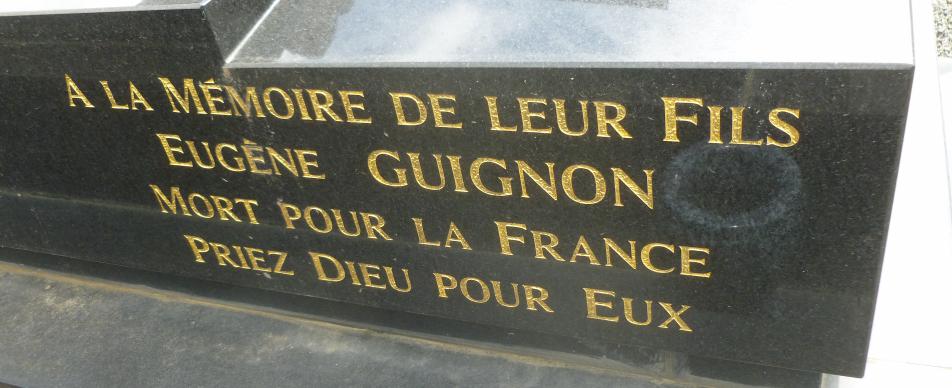 A LA MÉMOIRE DE LEUR FILS
EUGÈNE GUIGNON
MORT POUR LA FRANCE
PRIEZ DIEU POUR EUX